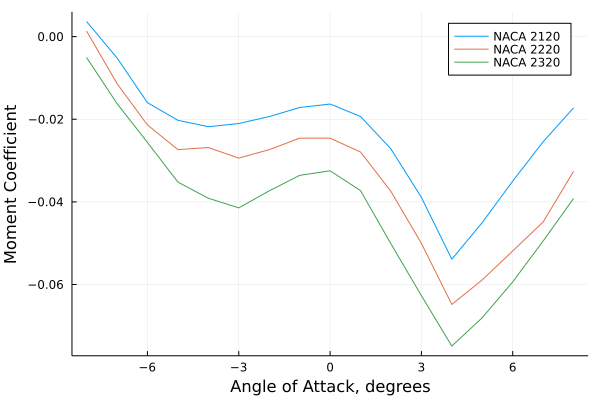 0.00
−0.02
−0.04
−0.06
Moment Coefficient
NACA 2120
NACA 2220
NACA 2320
−6
−3
0
3
6
Angle of Attack, degrees